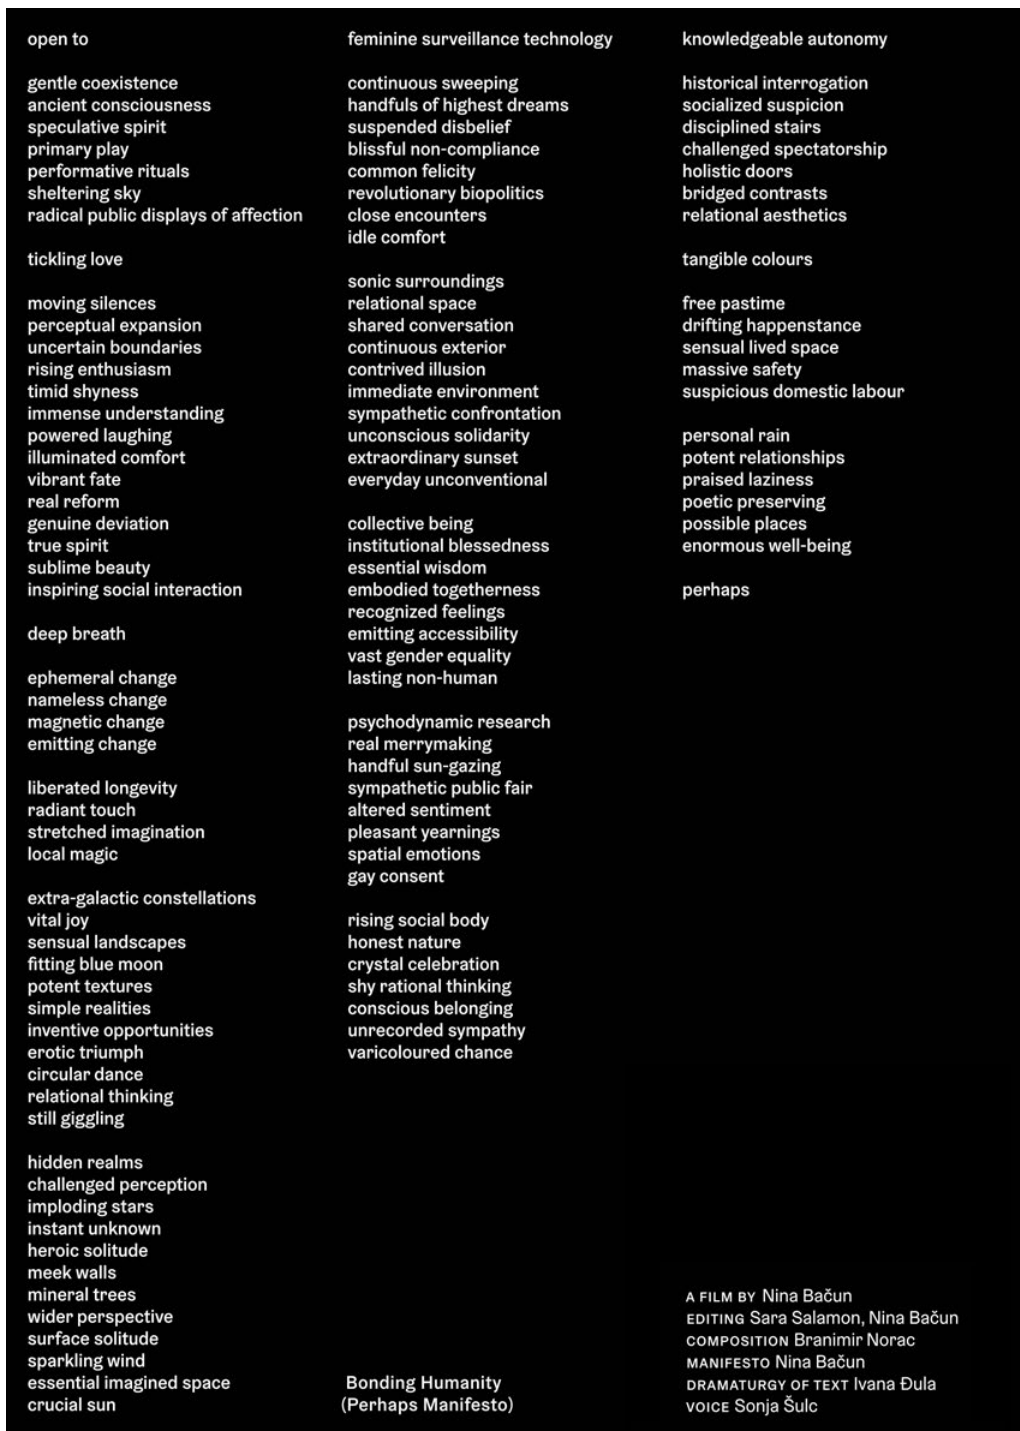 open to
gentle coexistence
ancient consciousness
speculative spirit
primary play
performative rituals
sheltering sky
radical public displays of affection
tickling love
moving silences
perceptual expansion
uncertain boundaries
rising enthusiasm
timid shyness
immense understanding
powered laughing
illuminated comfort
vibrant fate
real reform
genuine deviation
true spirit
sublime beauty
inspiring social interaction
deep breath
ephemeral change
nameless change
magnetic change
emitting change
liberated longevity
radiant touch
stretched imagination
local magic
extra-galactic constellations
vital joy
sensual landscapes
fitting blue moon
potent textures
simple realities
inventive opportunities
erotic triumph
circular dance
relational thinking
still giggling
hidden realms
challenged perception
imploding stars
instant unknown
heroic solitude
meek walls
mineral trees
wider perspective
surface solitude
sparkling wind
essential imagined space
crucial sun
feminine surveillance technology
continuous sweeping
handfuls of highest dreams
suspended disbelief
blissful non-compliance
common felicity
revolutionary biopolitics
close encounters
idle comfort
sonic surroundings
relational space
shared conversation
continuous exterior
contrived illusion
immediate environment
sympathetic confrontation
unconscious solidarity
extraordinary sunset
everyday unconventional
collective being
institutional blessedness
essential wisdom
embodied togetherness
recognized feelings
emitting accessibility
vast gender equality
lasting non-human
psychodynamic research
real merrymaking
handful sun-gazing
sympathetic public fair
altered sentiment
pleasant yearnings
spatial emotions
gay consent
rising social body
honest nature
crystal celebration
shy rational thinking
conscious belonging
unrecorded sympathy
varicoloured chance
knowledgeable autonomy
historical interrogation
socialized suspicion
disciplined stairs
challenged spectatorship
holistic doors
bridged contrasts
relational aesthetics
tangible colours
free pastime
drifting happenstance
sensual lived space
massive safety
suspicious domestic labour
personal rain
potent relationships
praised laziness
poetic preserving
possible places
enormous well-being
perhaps
Bonding Humanity
(Perhaps Manifesto)
A FILM BY Nina Bačun
EDITING Sara Salamon, Nina Bačun
COMPOSITION Branimir Norac
MANIFESTO Nina Bačun
DRAMATURGY OF TEXT Ivana Đula
VOICE Sonja Šulc